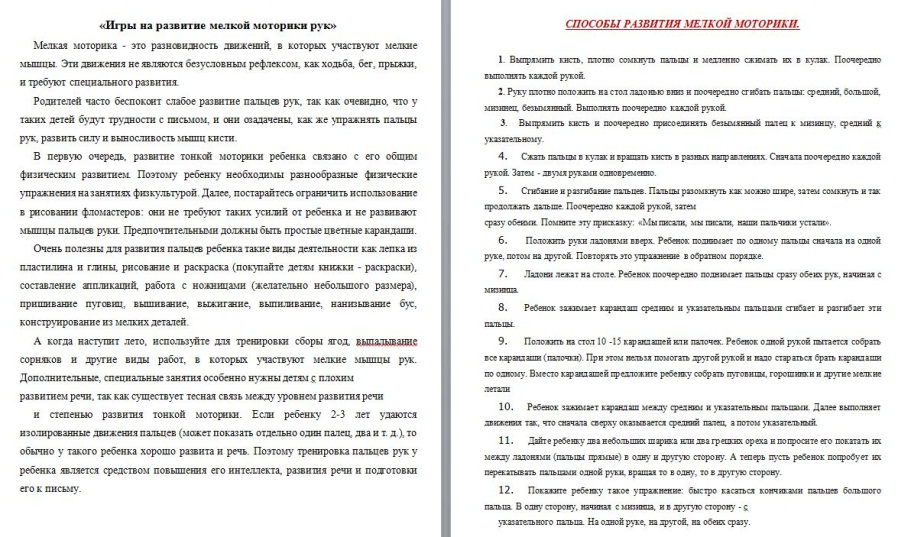 «Игры на развитие мелкой моторики рук»
Мелкая моторика - это разновидность движений, в которых участвуют мелкие
мышцы. Эти движения не являются безусловным рефлексом, как ходьба, бег, прыжки,
и требуют специального развития.
Родителей часто беспокоит слабое развитие пальцев рук, так как очевидно, что у
таких детей будут трудности с письмом, и они озадачены, как же упражнять пальцы
рук, развить силу и выносливость мышц кисти.
В первую очередь, развитие тонкой моторики ребенка связано с его общим
физическим развитием. Поэтому ребенку необходимы разнообразные физические
упражнения на занятиях физкультурой. Далее, постарайтесь ограничить использование
в рисовании фломастеров: они не требуют таких усилий от ребенка и не развивают
мышцы пальцев руки. Предпочтительными должны быть простые цветные карандаши.
Очень полезны для развития пальцев ребенка такие виды деятельности как лепка из
пластилина и глины, рисование и раскраска (покупайте детям книжки - раскраски),
составление аппликаций, работа с ножницами (желательно небольшого размера),
пришивание пуговиц, вышивание, выжигание, выпиливание, нанизывание бус,
конструирование из мелких деталей.
А когда наступит лето, используйте для тренировки сборы ягод, выпалывание
сорняков и другие виды работ, в которых участвуют мелкие мышцы рук.
Дополнительные, специальные занятия особенно нужны детям с плохим
развитием речи, так как существует тесная связь между уровнем развития речи
и степенью развития тонкой моторики. Если ребенку 2-3 лет удаются
изолированные движения пальцев (может показать отдельно один палец, два и т. д.), то
обычно у такого ребенка хорошо развита и речь. Поэтому тренировка пальцев рук у
ребенка является средством повышения его интеллекта, развития речи и подготовки
его к письму.
СПОСОБЫ РАЗВИТИЯ МЕЛКОЙ МОТОРИКИ.
1. Выпрямить кисть, плотно сомкнуть пальцы и медленно сжимать их в кулак. Поочередно
выполнять каждой рукой.
2. Руку плотно положить на стол ладонью вниз и поочередно сгибать пальцы: средний, большой,
мизинец, безымянный. Выполнять поочередно каждой рукой.
3. Выпрямить кисть и поочередно присоединять безымянный палец к мизинцу, средний к
указательному.
4. Сжать пальцы в кулак и вращать кисть в разных направлениях. Сначала поочередно каждой
рукой. Затем - двумя руками одновременно.
5. Сгибание и разгибание пальцев. Пальцы разомкнуть как можно шире, затем сомкнуть и так
продолжать дальше. Поочередно каждой рукой, затем
сразу обеими. Помните эту присказку: «Мы писали, мы писали, наши пальчики устали».
6. Положить руки ладонями вверх. Ребенок поднимает по одному пальцы сначала на одной
руке, потом на другой. Повторять это упражнение в обратном порядке.
7. Ладони лежат на столе. Ребенок поочередно поднимает пальцы сразу обеих рук, начиная с
мизинца.
8. Ребенок зажимает карандаш средним и указательным пальцами сгибает и разгибает эти
пальцы.
9. Положить на стол 10 -15 карандашей или палочек. Ребенок одной рукой пытается собрать
все карандаши (палочки). При этом нельзя помогать другой рукой и надо стараться брать карандаши
по одному. Вместо карандашей предложите ребенку собрать пуговицы, горошинки и другие мелкие
летали
10. Ребенок зажимает карандаш между средним и указательным пальцами. Далее выполняет
движения так, что сначала сверху оказывается средний палец, а потом указательный.
11. Дайте ребенку два небольших шарика или два грецких ореха и попросите его покатать их
между ладонями (пальцы прямые) в одну и другую сторону. А теперь пусть ребенок попробует их
перекатывать пальцами одной руки, вращая то в одну, то в другую сторону.
12. Покажите ребенку такое упражнение: быстро касаться кончиками пальцев большого
пальца. В одну сторону, начиная с мизинца, и в другую сторону - с
указательного пальца. На одной руке, на другой, на обеих сразу.